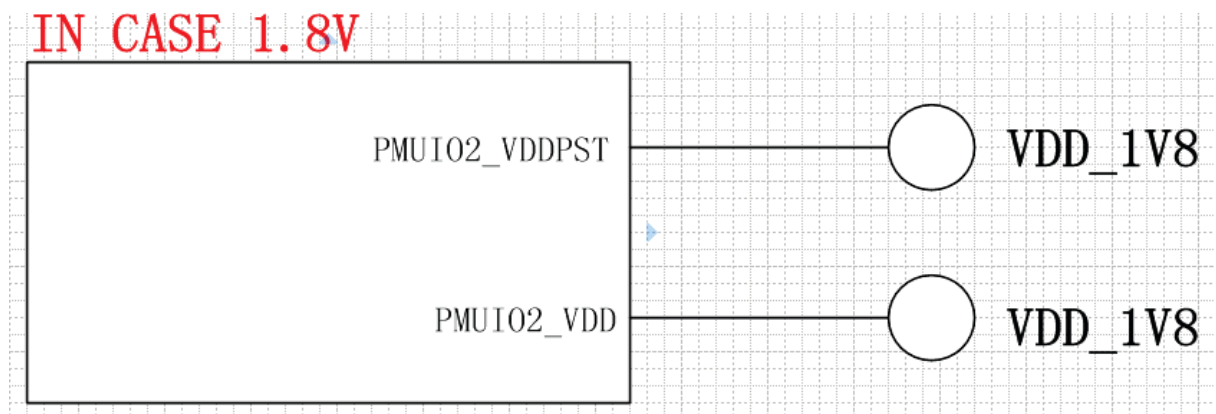 IN CASE 1.8V
PMUIO2_VDDPST
VDD_1V8
PMUIO2_VDD
VDD_1V8